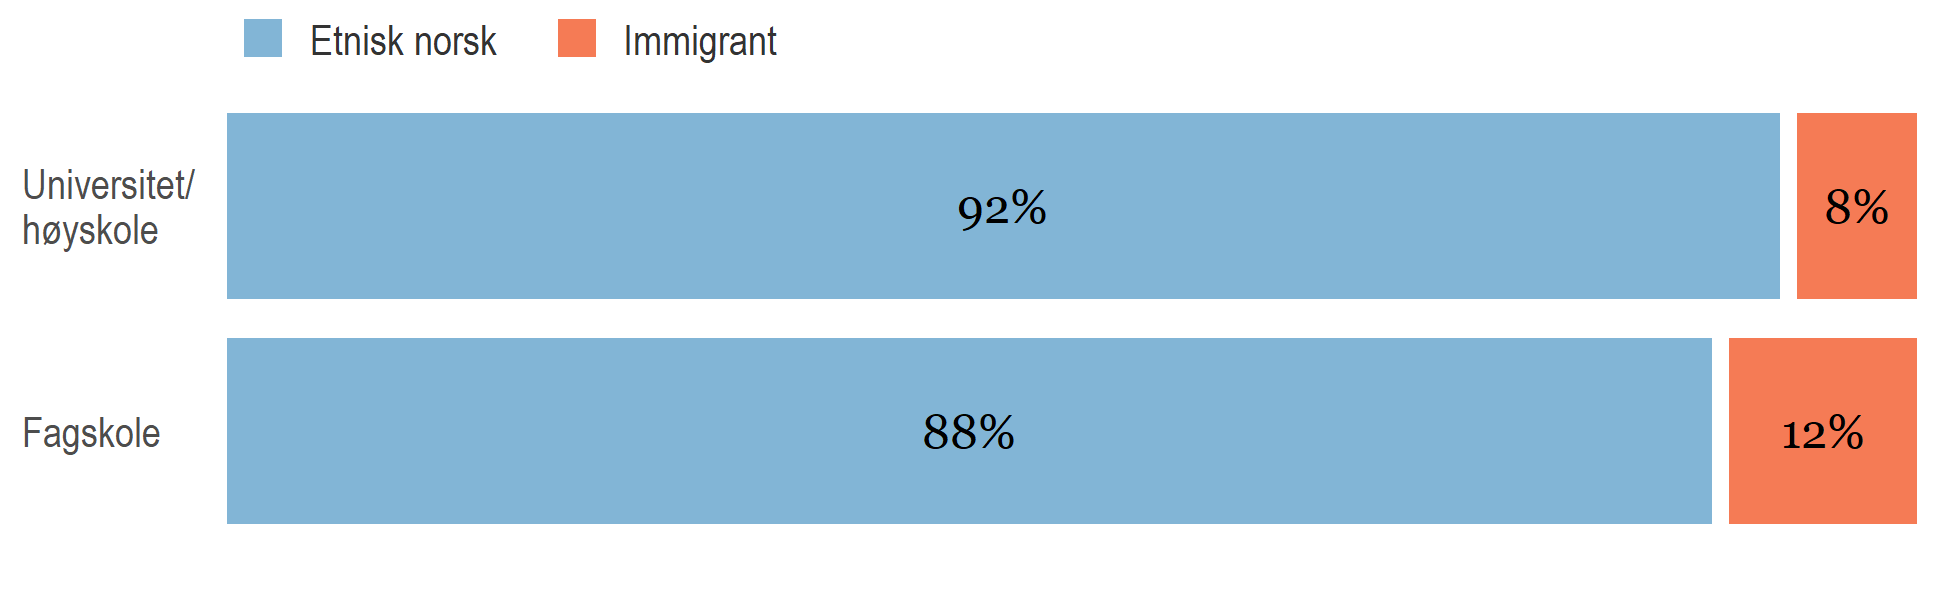 Etnisk norsk Immigrant
Universitet/
høyskole
92% 8%
Fagskole 88% 12%